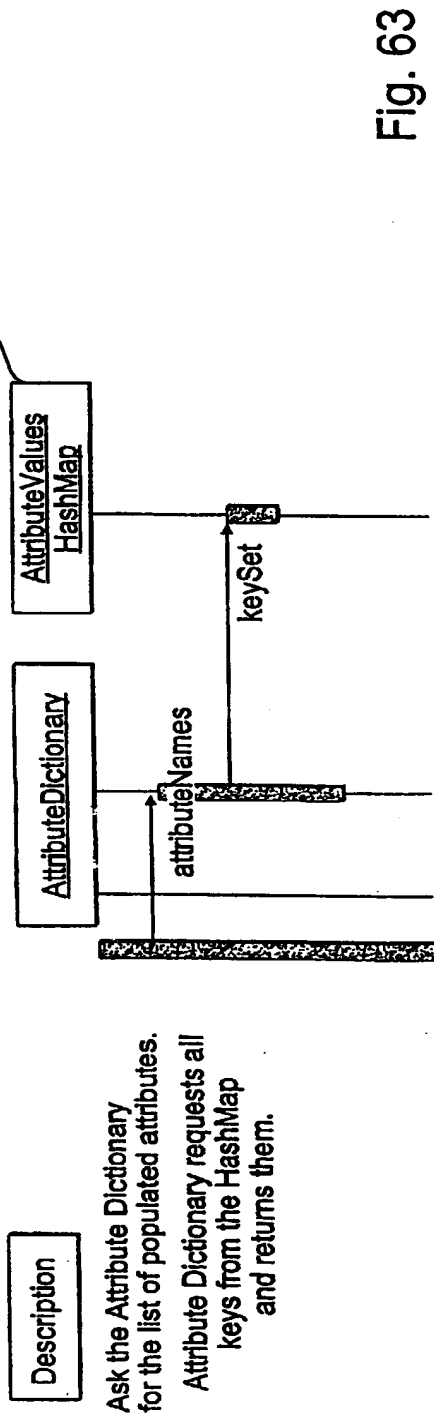 Description
Ask the Attribute Dictionary
for the list of populated attributes.
Attribute Dictionary requests all
keys from the HashMap
and returns them.
AttributeDictionary
AttributeValues
HashMap
attributeNames
keySet
Fig. 63